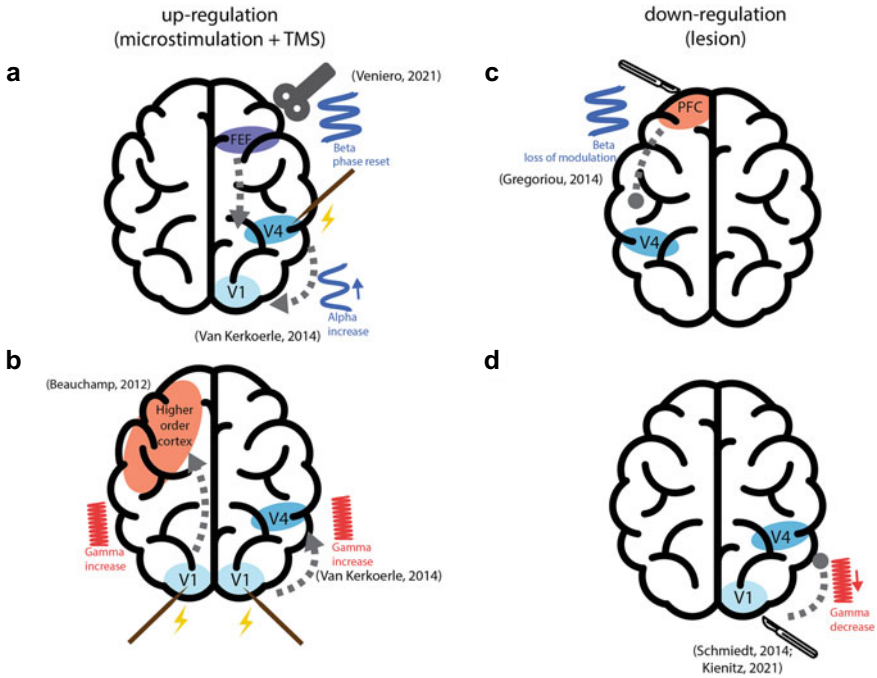 up-regulation
(microstimulation + TMS)
down-regulation
(lesion)
a
(Veniero, 2021)
FEF
Beta
phase reset
V4
V1
Alpha
increase
(Van Kerkoerle, 2014)
c
PFC
Beta
loss of modulation
(Gregoriou, 2014)
V4
b
(Beauchamp, 2012)
Higher
order
cortex
V4
Gamma
increase
Gamma
increase
(Van Kerkoerle, 2014)
V1
V1
d
V4
V1
Gamma
decrease
(Schmiedt, 2014;
Kienitz, 2021)